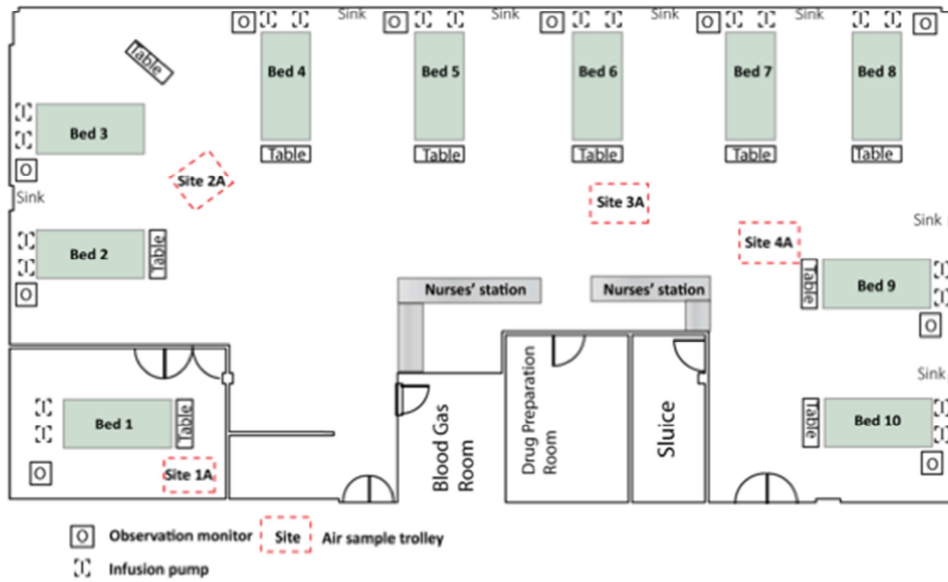 O
Sink
O
Sink
O
Sink
Sink
O
Table
Bed 4
Bed 5
Bed 6
Bed 7
Bed 8
Bed 3
Table
Table
Table
Table
Table
O
Site 2A
Sink
Site 3A
Sink
Site 4A
Bed 2
Table
O
Table
Bed 9
Nurses' station
Nurses' station
O
Sink
Bed 1
Table
Blood Gas
Room
Drug Preparation
Room
Sluice
Table
Bed 10
O
Site 1A
O
O Observation monitor
Site Air sample trolley
I Infusion pump